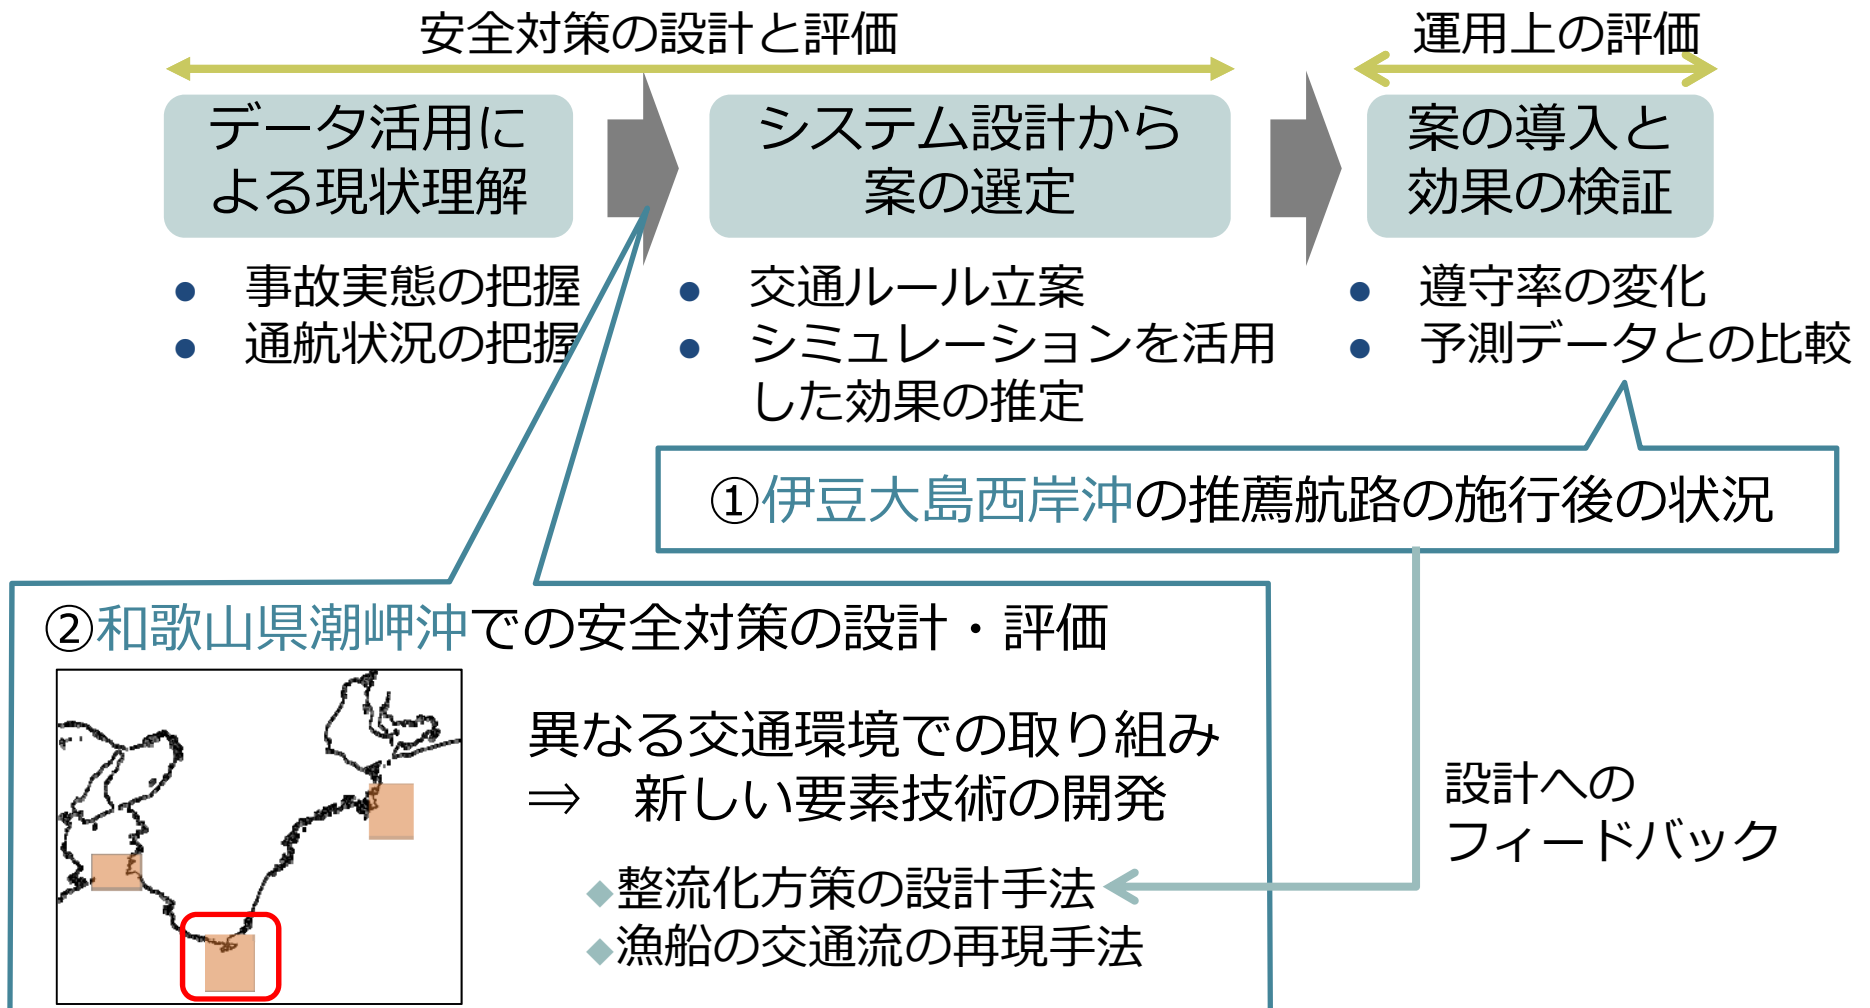 安全対策の設計と評価
運用上の評価
データ活用に
よる現状理解
システム設計から
案の選定
案の導入と
効果の検証
● 事故実態の把握
● 通航状況の把握
● 交通ルール立案
● シミュレーションを活用
した効果の推定
● 遵守率の変化
● 予測データとの比較
①伊豆大島西岸沖の推薦航路の施行後の状況
②和歌山県潮岬沖での安全対策の設計・評価
異なる交通環境での取り組み
⇒ 新しい要素技術の開発
◆整流化方策の設計手法
◆漁船の交通流の再現手法
設計への
フィードバック